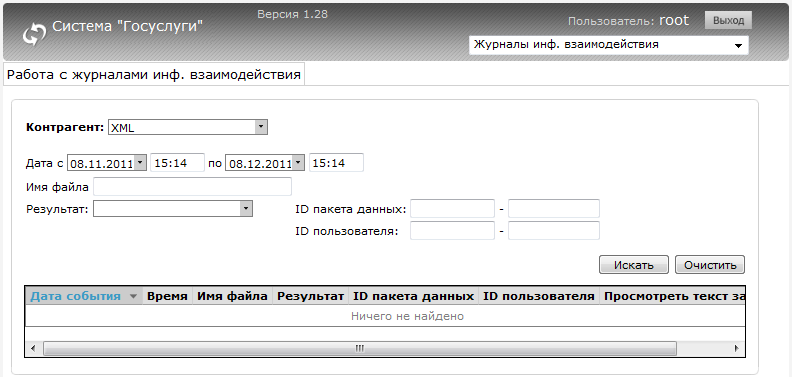 Система "Госуслуги"
Версия 1.28
Пользователь: root
Выход
Журналы инф. взаимодействия
Работа с журналами инф. взаимодействия
Контрагент: XML
Дата с 08.11.2011 15:14 по 08.12.2011 15:14
Имя файла
Результат: ID пакета данных: -
ID пользователя: -
Искать Очистить
Дата события Время Имя файла Результат ID пакета данных ID пользователя Просмотреть текст за
Ничего не найдено